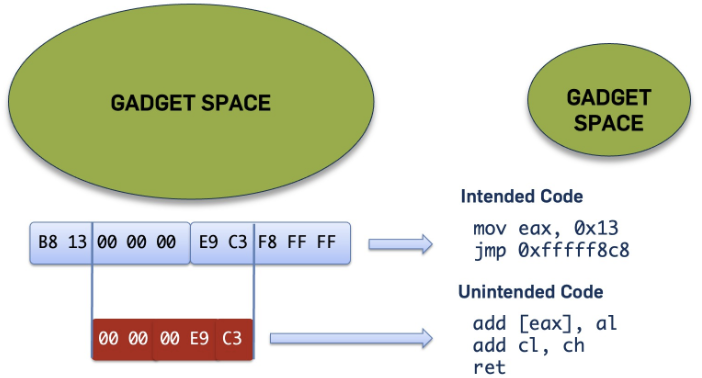 GADGET SPACE
GADGET
SPACE
Intended Code
B8 13 00 00 00 E9 C3 F8 FF FF
mov eax, 0x13
jmp 0xfffff8c8
Unintended Code
00 00 00 E9 C3
add [eax], al
add cl, ch
ret